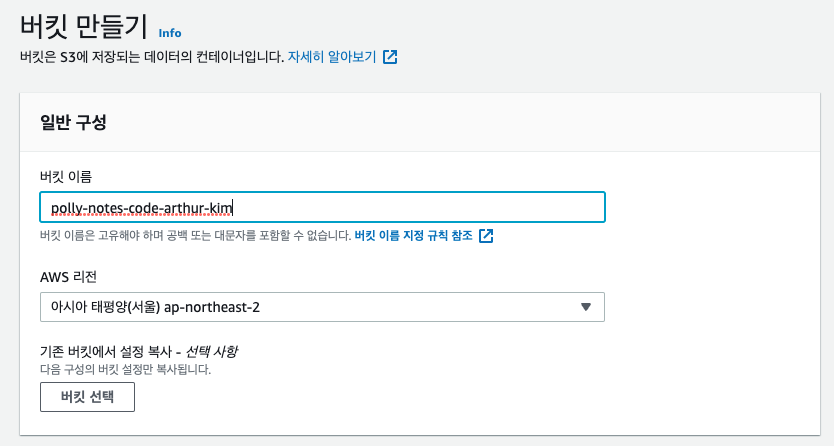 버킷 만들기 Info
버킷은 S3에 저장되는 데이터의 컨테이너입니다. 자세히 알아보기
일반 구성
버킷 이름
polly-notes-code-arthur-kim
버킷 이름은 고유해야 하며 공백 또는 대문자를 포함할 수 없습니다. 버킷 이름 지정 규칙 참조
AWS 리전
아시아 태평양(서울) ap-northeast-2
기존 버킷에서 설정 복사 - 선택 사항
다음 구성의 버킷 설정만 복사됩니다.
버킷 선택